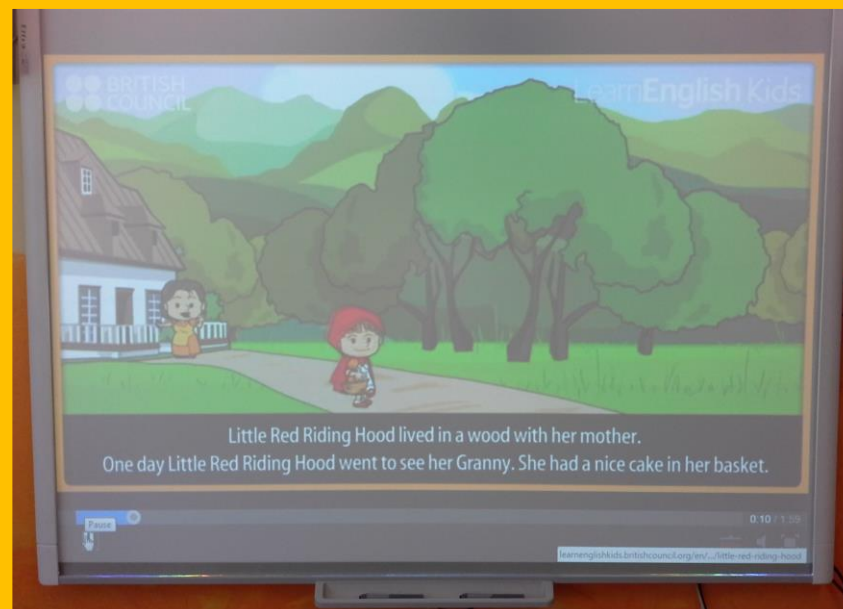 BRITISH
COUNCIL
LearnEnglish Kids
Little Red Riding Hood lived in a wood with her mother.
One day Little Red Riding Hood went to see her Granny. She had a nice cake in her basket.
0:10 / 1:59
Pause
learnenglishkids.britishcouncil.org/en/.../little-red-riding-hood